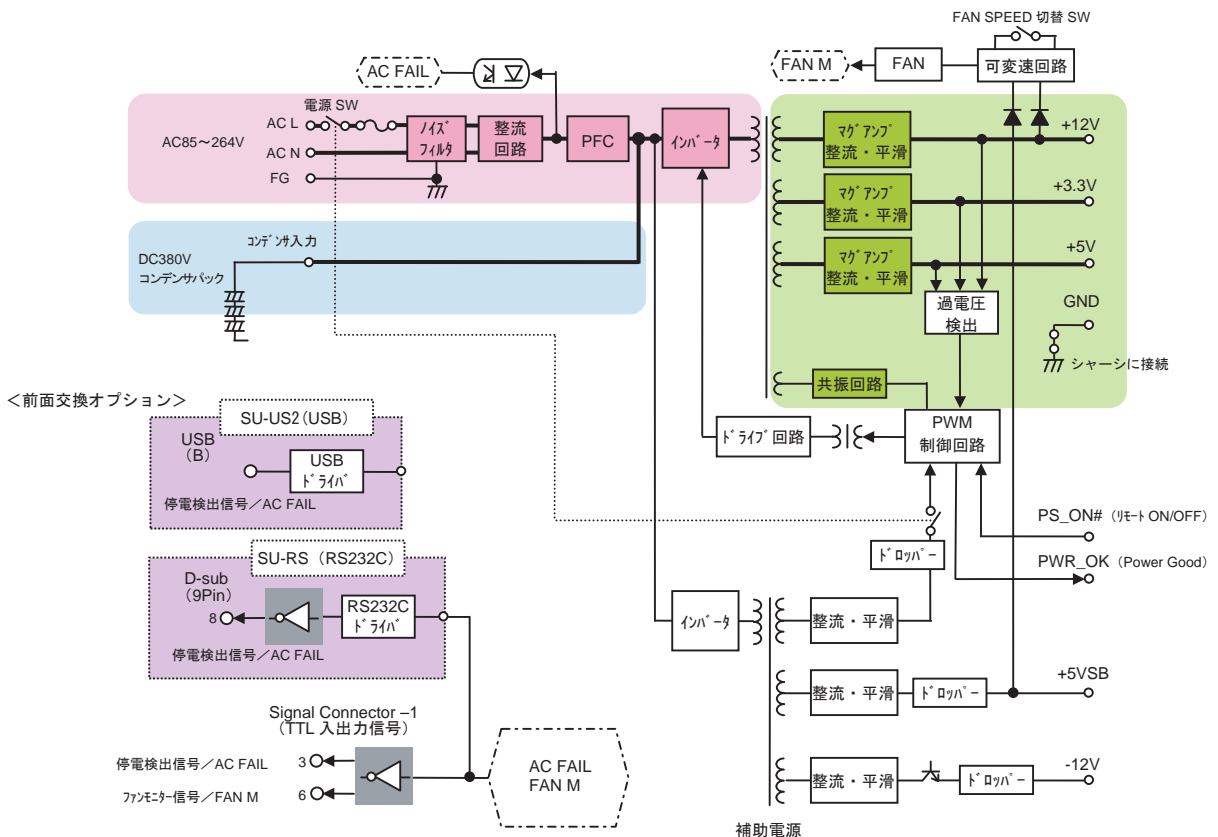 FAN SPEED 切替 SW
AC FAIL
FAN M
FAN
可変速回路
電源 SW
AC85～264V
AC L
AC N
FG
ﾉｲｽﾞ
ﾌｨﾙﾀ
整流
回路
PFC
ｲﾝﾊﾞｰﾀ
ﾏｸﾞｱﾝﾌﾟ
整流・平滑
+12V
ﾏｸﾞｱﾝﾌﾟ
整流・平滑
+3.3V
ﾏｸﾞｱﾝﾌﾟ
整流・平滑
+5V
DC380V
コンデンサパック
ｺﾝﾃﾞﾝｻ入力
過電圧
検出
GND
シャーシに接続
共振回路
＜前面交換オプション＞
SU-US2（USB）
USB
（B）
USB
ﾄﾞﾗｲﾊﾞ
停電検出信号／AC FAIL
ﾄﾞﾗｲﾌﾞ回路
PWM
制御回路
PS_ON#（ﾘﾓｰﾄ ON/OFF）
PWR_OK（Power Good）
ﾄﾞﾛｯﾊﾟｰ
SU-RS（RS232C）
D-sub
(9Pin)
8
RS232C
ﾄﾞﾗｲﾊﾞ
停電検出信号／AC FAIL
ｲﾝﾊﾞｰﾀ
整流・平滑
整流・平滑
ﾄﾞﾛｯﾊﾟｰ
+5VSB
Signal Connector –1
（TTL 入出力信号）
停電検出信号／AC FAIL
3
ﾌｧﾝﾓﾆﾀｰ信号／FAN M
6
AC FAIL
FAN M
整流・平滑
ﾄﾞﾛｯﾊﾟｰ
-12V
補助電源